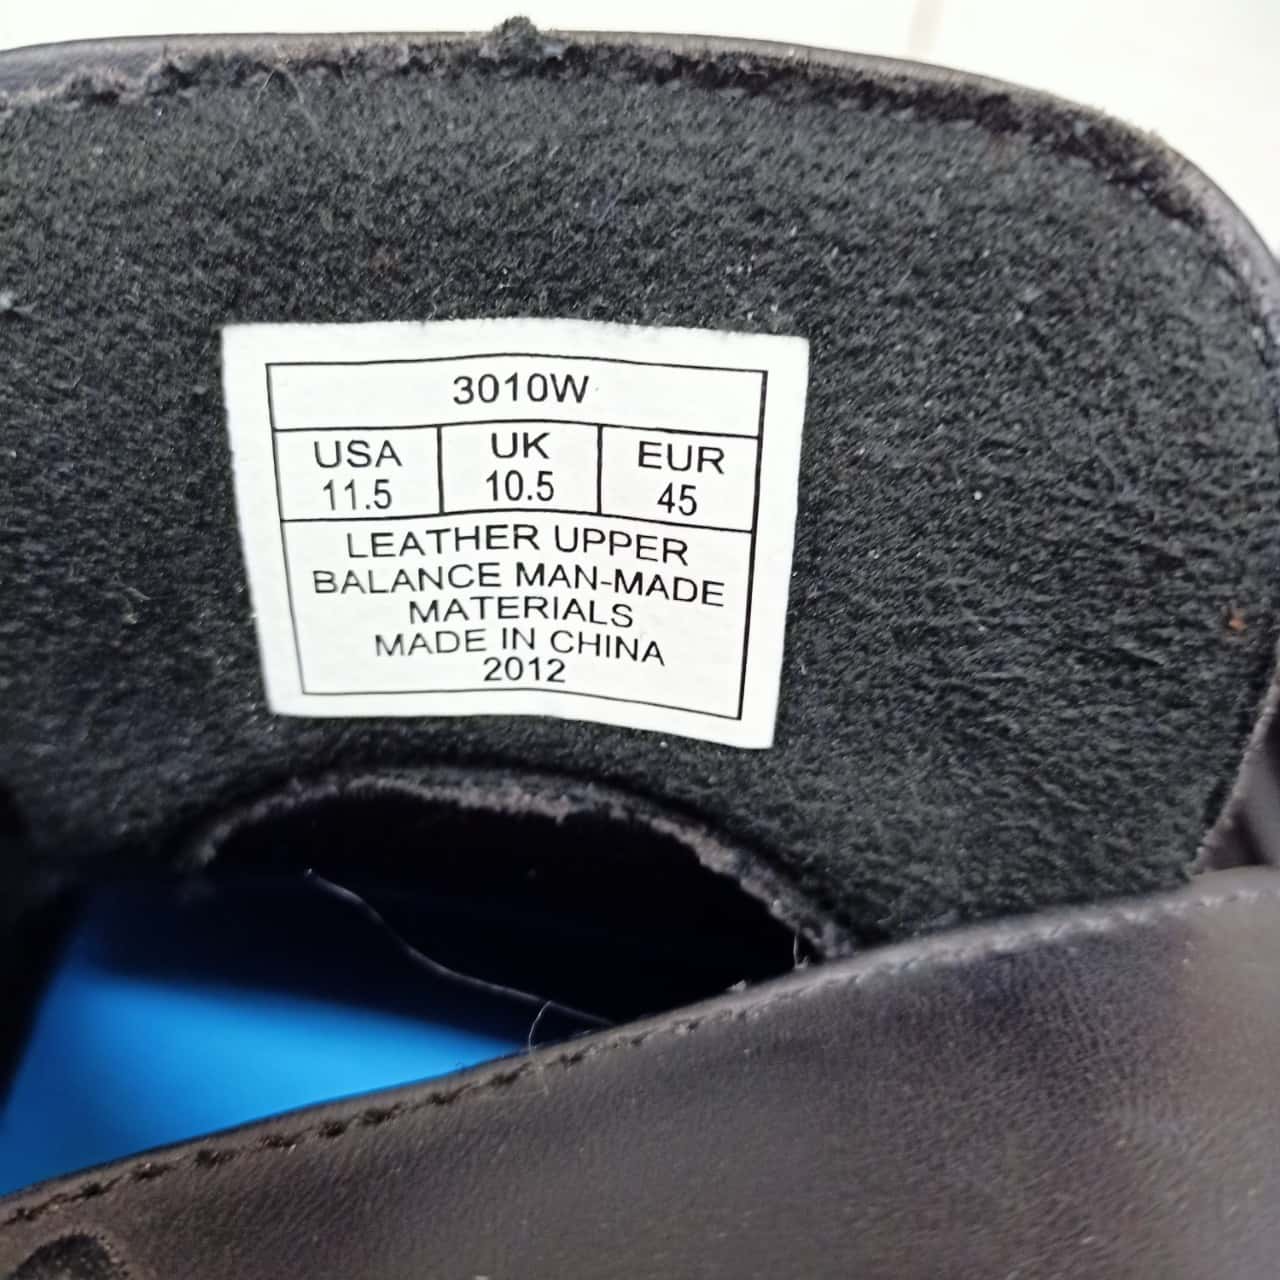 3010W
USA UK EUR
11.5 10.5 45
LEATHER UPPER
BALANCE MAN-MADE
MATERIALS
MADE IN CHINA
2012